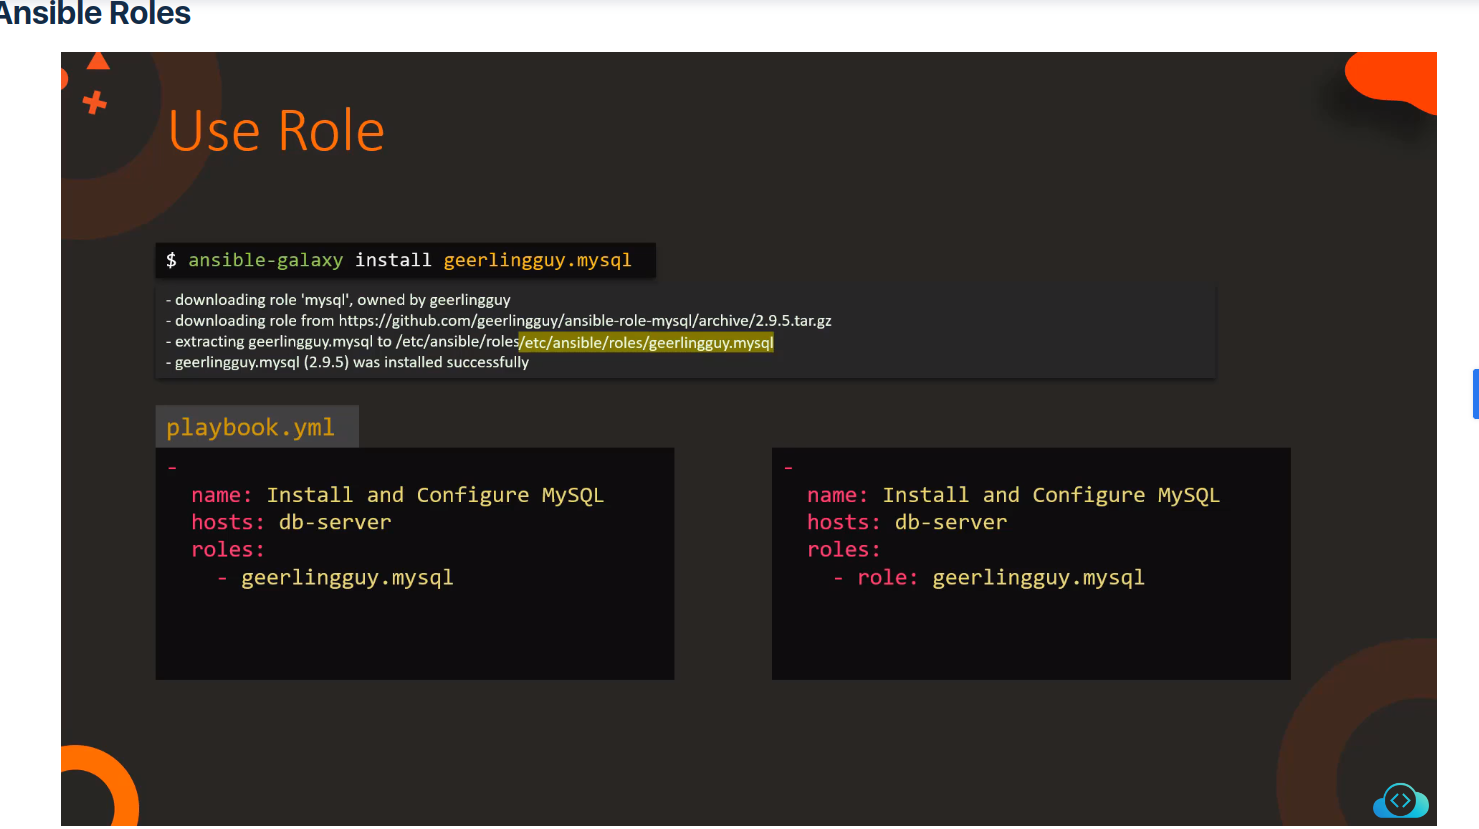 Ansible Roles
Use Role
$ ansible-galaxy install geerlingguy.mysql
- downloading role 'mysql', owned by geerlingguy
- downloading role from https://github.com/geerlingguy/ansible-role-mysql/archive/2.9.5.tar.gz
- extracting geerlingguy.mysql to /etc/ansible/roles/etc/ansible/roles/geerlingguy.mysql
- geerlingguy.mysql (2.9.5) was installed successfully
playbook.yml
-
name: Install and Configure MySQL
hosts: db-server
roles:
- geerlingguy.mysql
-
name: Install and Configure MySQL
hosts: db-server
roles:
- role: geerlingguy.mysql